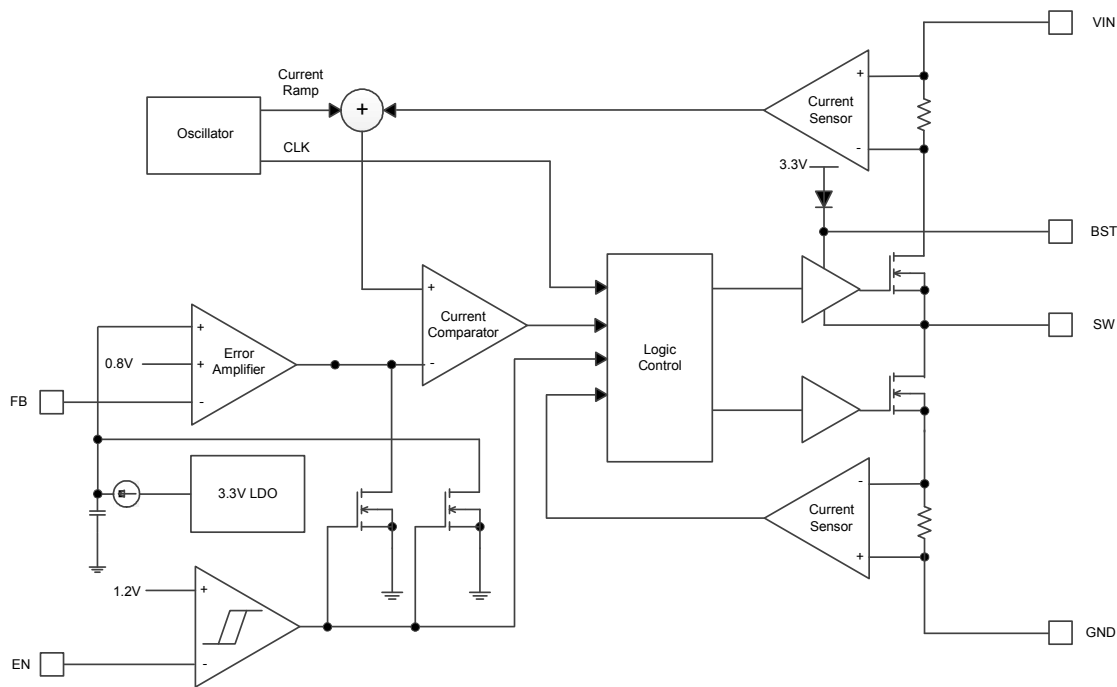 VIN
Current
Ramp
+
Oscillator
+
Current
Sensor
-
CLK
3.3V
BST
+
Current
Comparator
-
SW
+
0.8V
+
Error
Amplifier
-
FB
Logic
Control
3.3V LDO
-
Current
Sensor
+
1.2V
+
-
EN
GND